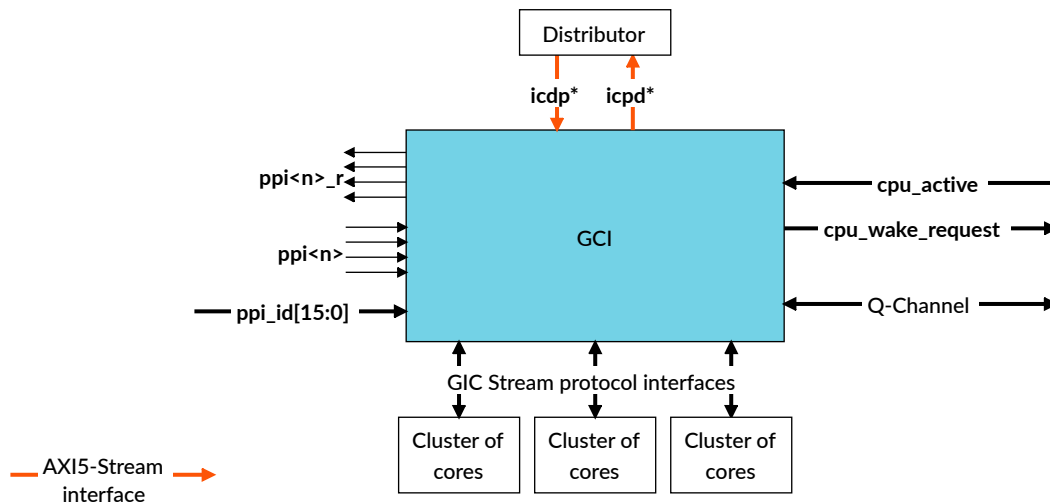 Distributor
icdp*
icpd*
ppi<n>_r
cpu_active
cpu_wake_request
GCI
ppi<n>
ppi_id[15:0]
Q-Channel
GIC Stream protocol interfaces
Cluster of
cores
Cluster of
cores
Cluster of
cores
AXI5-Stream
interface